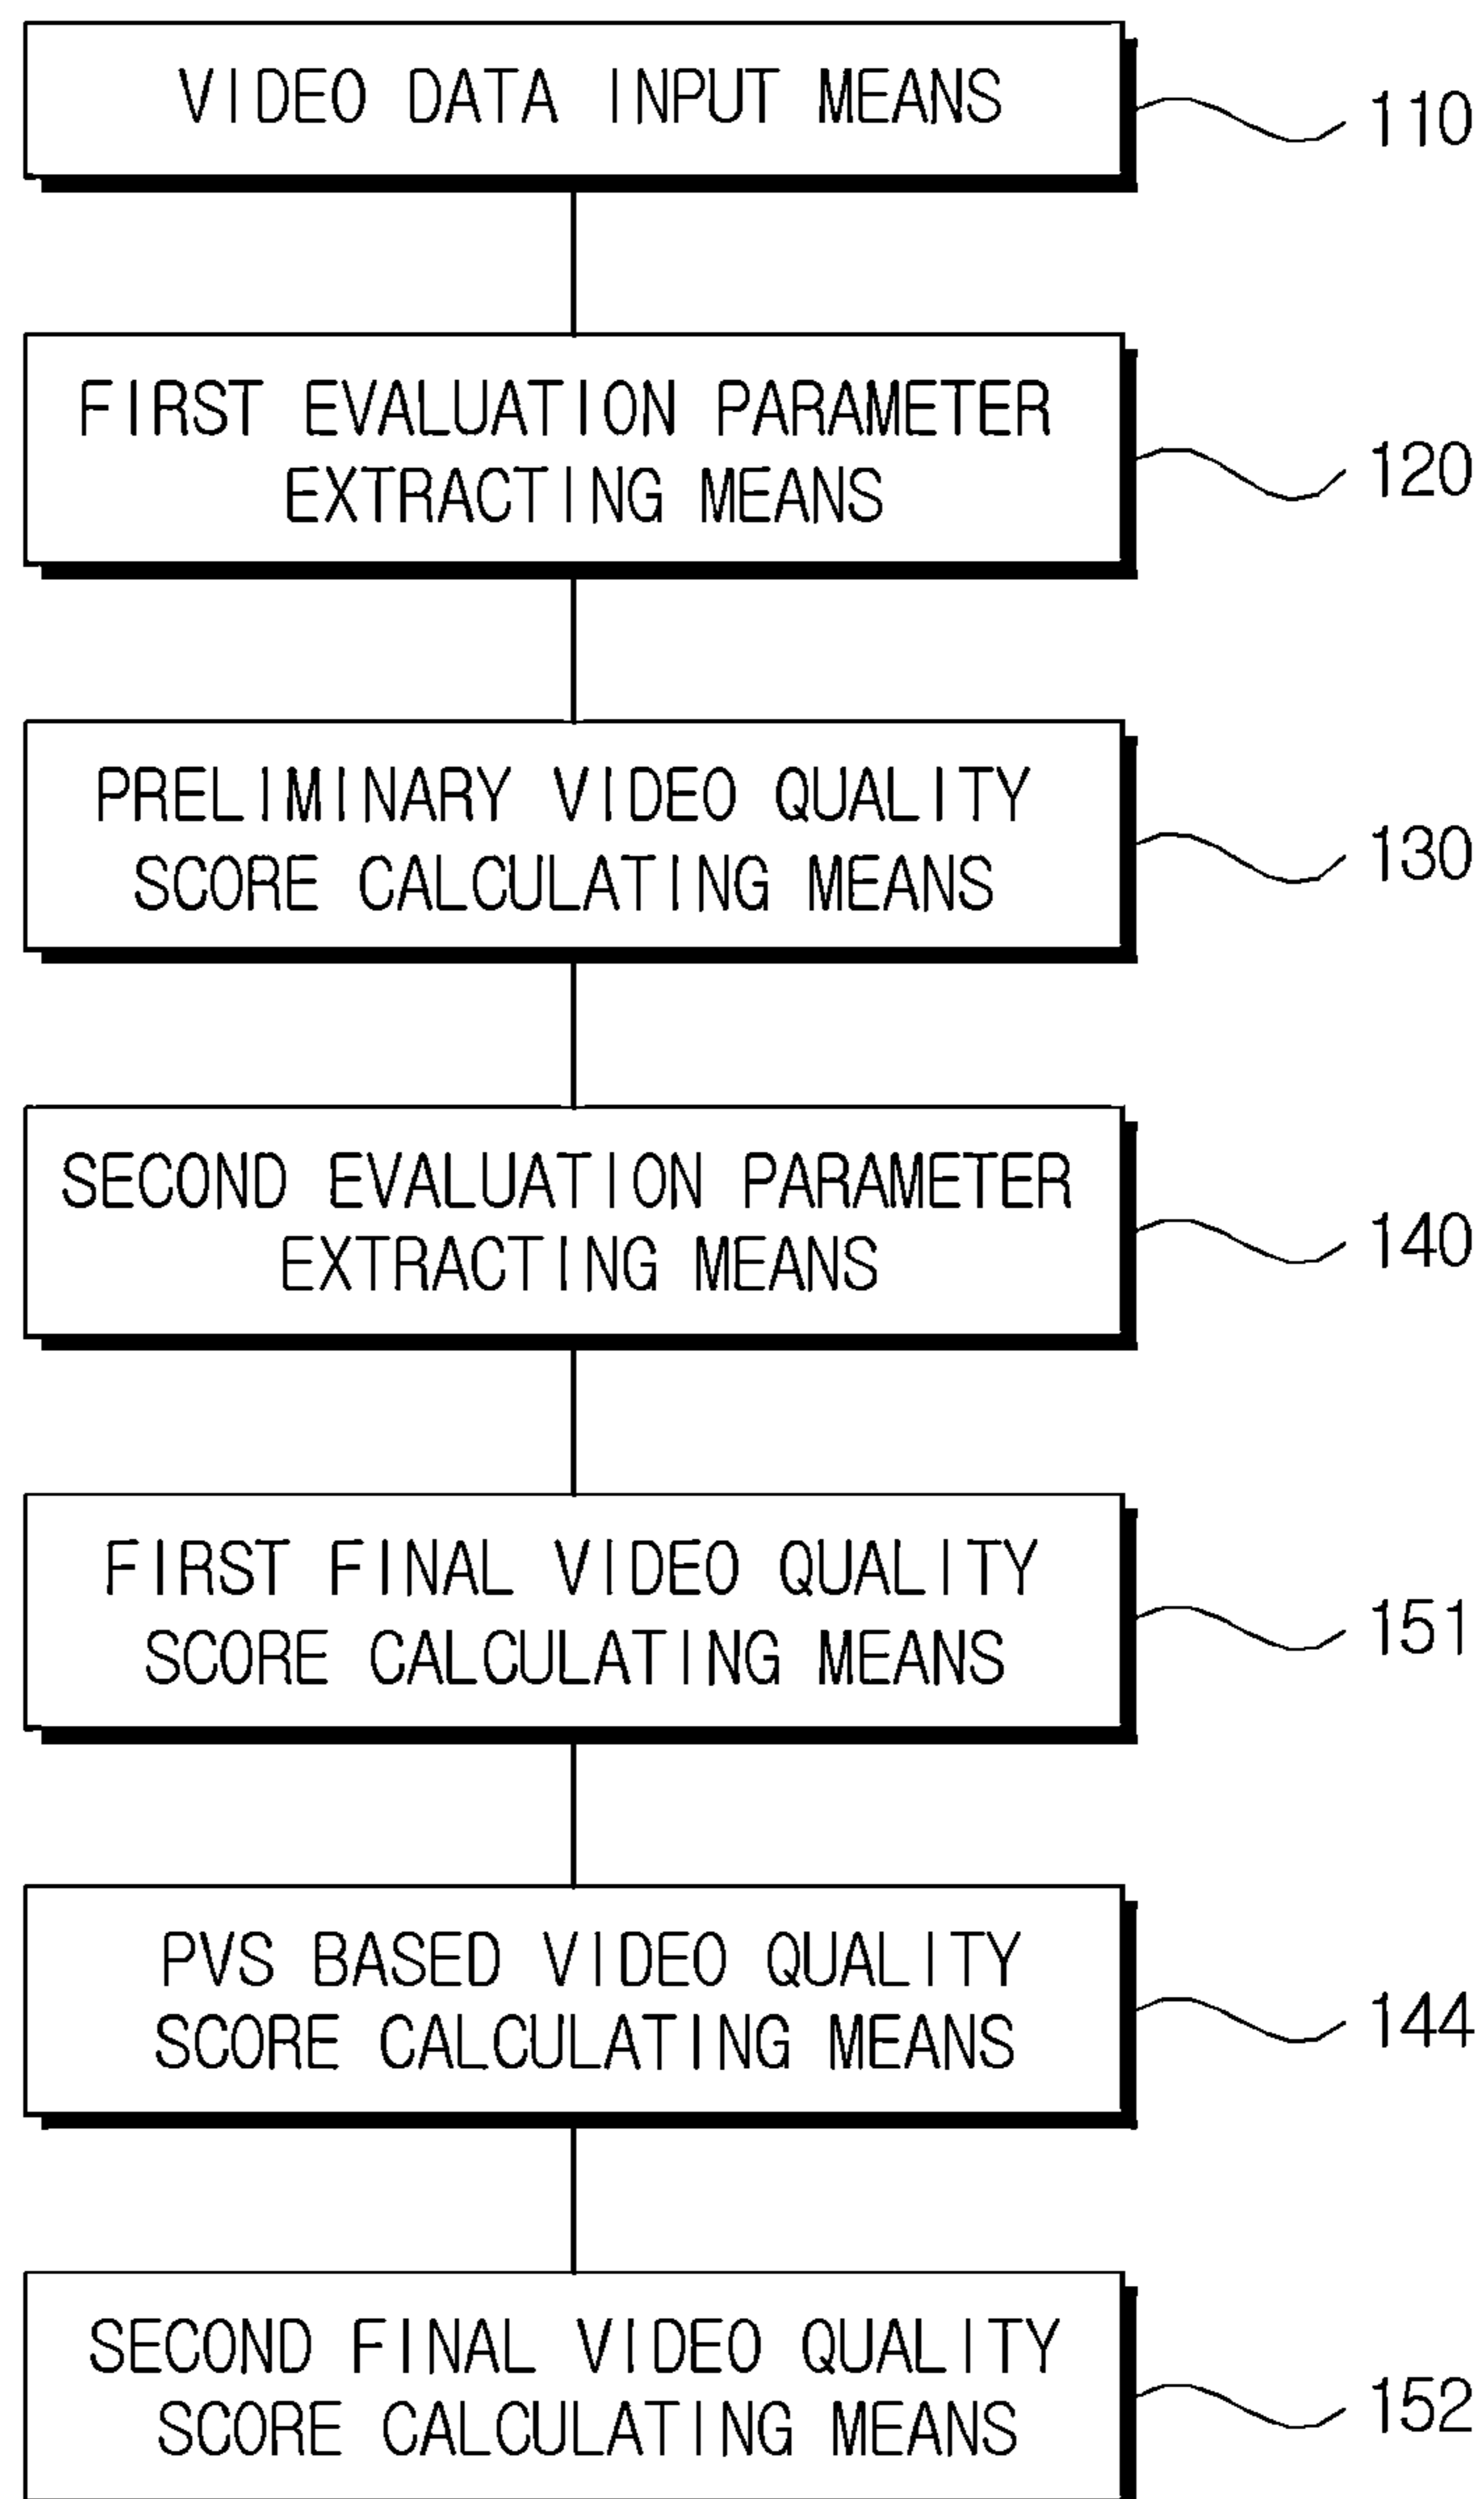 VIDEO DATA INPUT MEANS
110
FIRST EVALUATION PARAMETER
EXTRACTING MEANS
120
PRELIMINARY VIDEO QUALITY
SCORE CALCULATING MEANS
130
SECOND EVALUATION PARAMETER
EXTRACTING MEANS
140
FIRST FINAL VIDEO QUALITY
SCORE CALCULATING MEANS
151
PVS BASED VIDEO QUALITY
SCORE CALCULATING MEANS
144
SECOND FINAL VIDEO QUALITY
SCORE CALCULATING MEANS
152